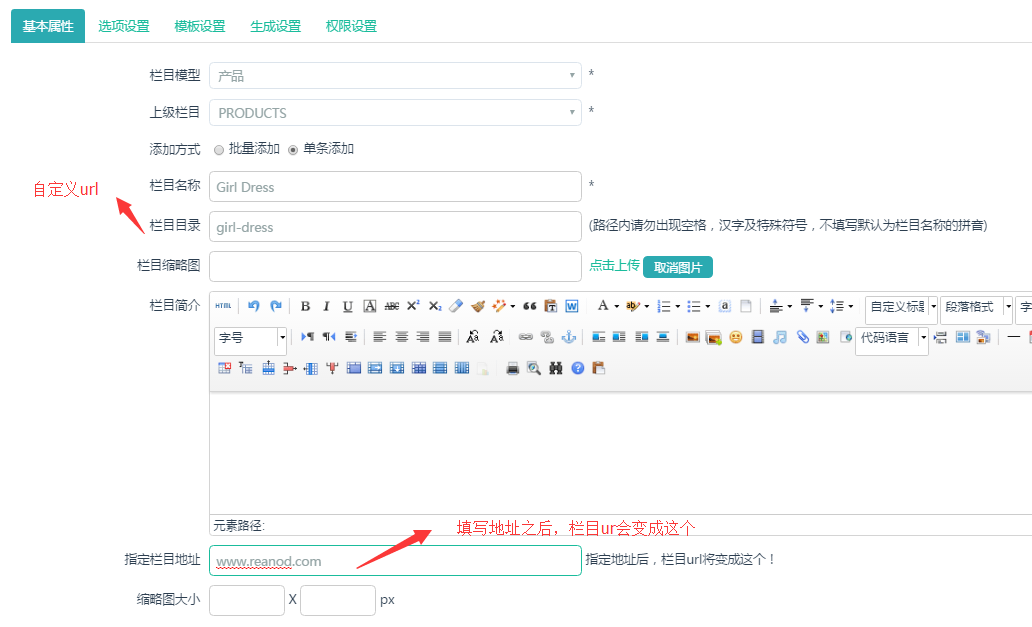 基本属性 选项设置 模板设置 生成设置 权限设置
栏目模型 产品 *
上级栏目 PRODUCTS *
添加方式 批量添加 单条添加
栏目名称 Girl Dress *
自定义url
栏目目录 girl-dress (路径内请勿出现空格，汉字及特殊符号，不填写默认为栏目名称的拼音)
栏目缩略图 点击上传 取消图片
栏目简介 HTML 自定义标题 段落格式
字号 代码语言
元素路径:
填写地址之后，栏目ur会变成这个
指定栏目地址 www.reanod.com 指定地址后，栏目url将变成这个！
缩略图大小 X px